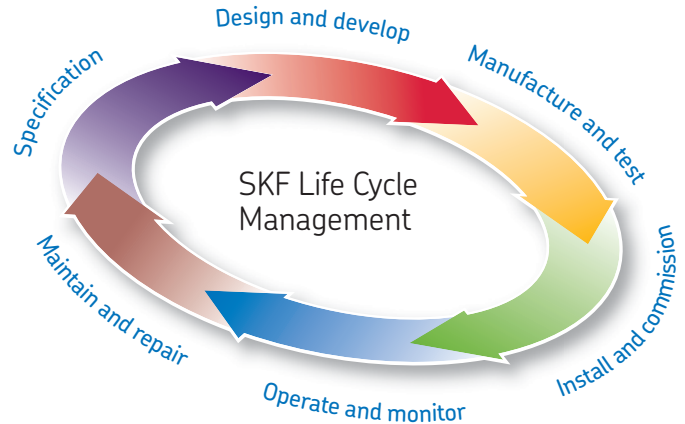 Design and develop
Manufacture and test
Specification
SKF Life Cycle
Management
Install and commission
Maintain and repair
Operate and monitor